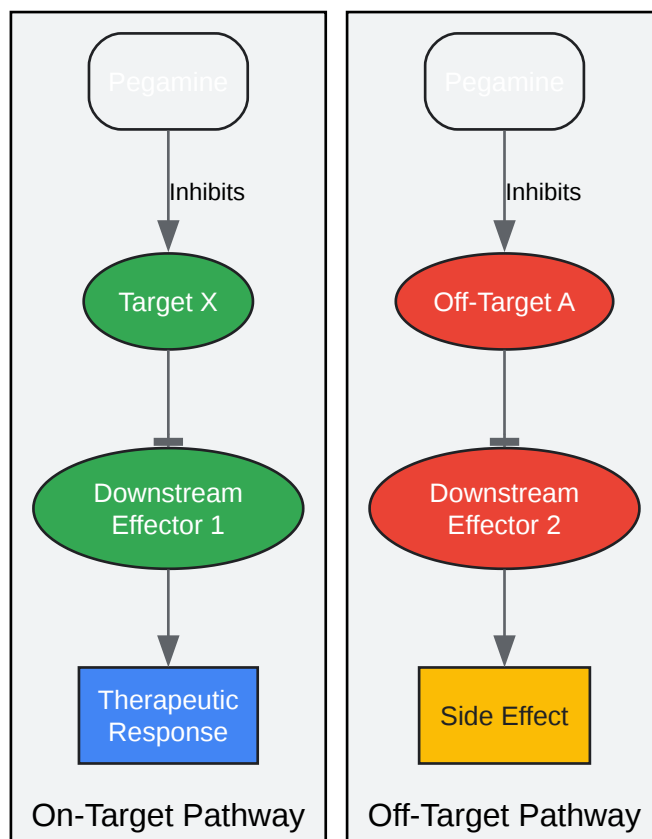 Pegamine
Inhibits
Target X
Downstream
Effector 1
Therapeutic
Response
On-Target Pathway
Pegamine
Inhibits
Off-Target A
Downstream
Effector 2
Side Effect
Off-Target Pathway